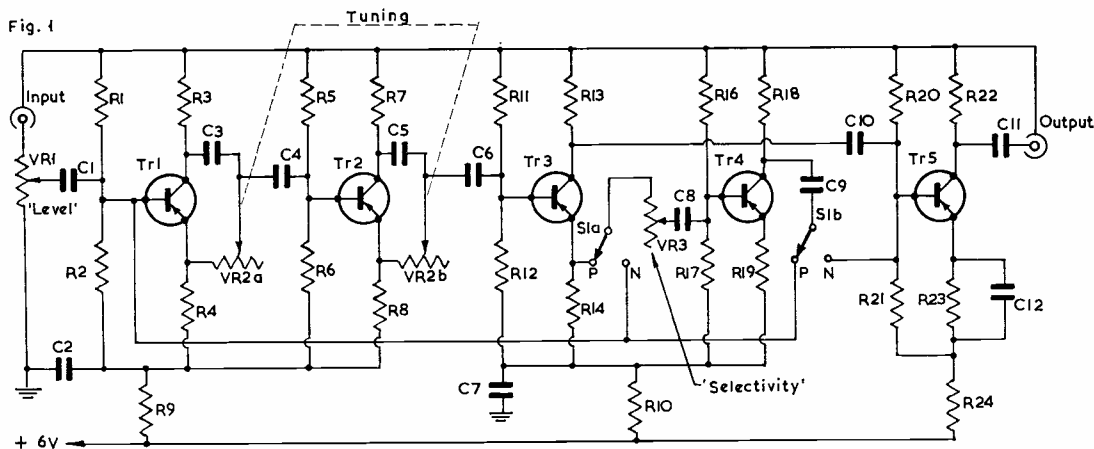 Fig. 1
Tuning
Input
R1
R3
R5
R7
R11
R13
R16
R18
R20
R22
C3
C5
C10
C11
Output
VR1
C1
Tr1
C4
Tr2
C6
Tr3
Tr4
C9
Tr5
'Level'
S1a
C8
S1b
VR3
R2
VR2a
R6
VR2b
R12
P
N
R17
R19
P
N
R4
R8
R14
R21
R23
C12
C2
C7
'Selectivity'
R9
R10
R24
+ 6V